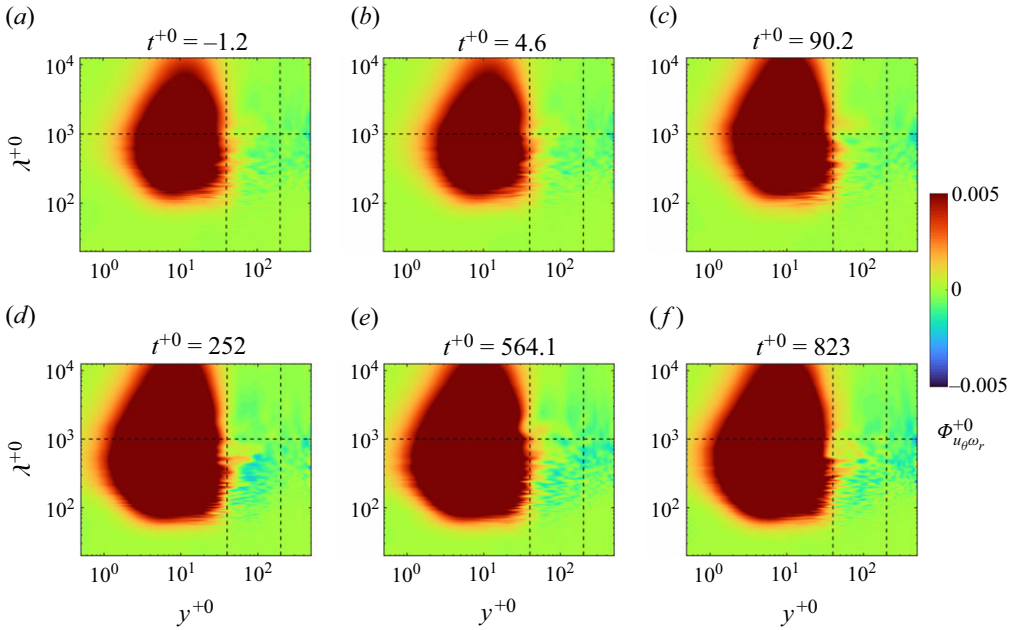 (a) (b) (c)
t⁺⁰ = –1.2 t⁺⁰ = 4.6 t⁺⁰ = 90.2
10⁴ 10⁴ 10⁴
10³ 10³ 10³
λ⁺⁰
10² 10² 10²
10⁰ 10¹ 10² 10⁰ 10¹ 10² 10⁰ 10¹ 10²
0.005
0
–0.005
Φ⁺⁰
u_θω_r
(d) (e) (f)
t⁺⁰ = 252 t⁺⁰ = 564.1 t⁺⁰ = 823
10⁴ 10⁴ 10⁴
10³ 10³ 10³
λ⁺⁰
10² 10² 10²
10⁰ 10¹ 10² 10⁰ 10¹ 10² 10⁰ 10¹ 10²
y⁺⁰ y⁺⁰ y⁺⁰